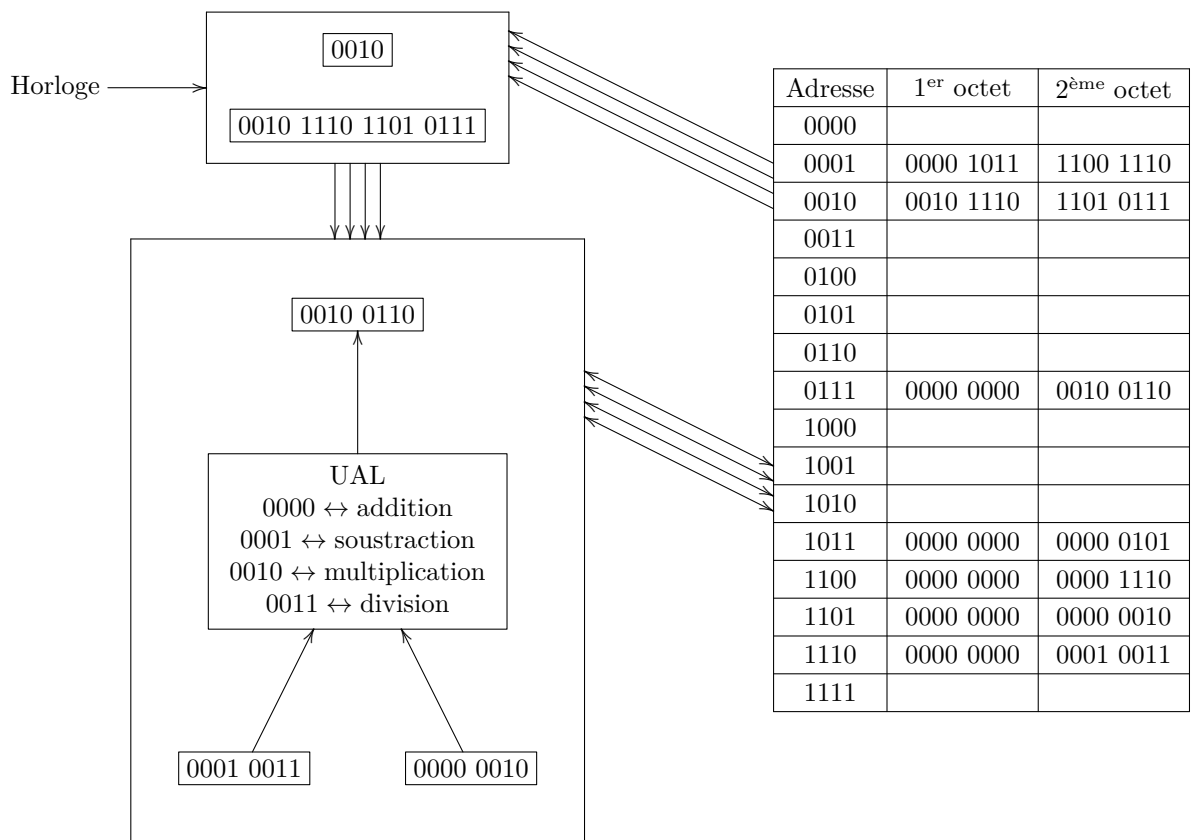 0010
Horloge
0010 1110 1101 0111
0010 0110
UAL
0000 ↔ addition
0001 ↔ soustraction
0010 ↔ multiplication
0011 ↔ division
0001 0011
0000 0010
Adresse 1er octet 2ème octet
0000
0001 0000 1011 1100 1110
0010 0010 1110 1101 0111
0011
0100
0101
0110
0111 0000 0000 0010 0110
1000
1001
1010
1011 0000 0000 0000 0101
1100 0000 0000 0000 1110
1101 0000 0000 0000 0010
1110 0000 0000 0001 0011
1111